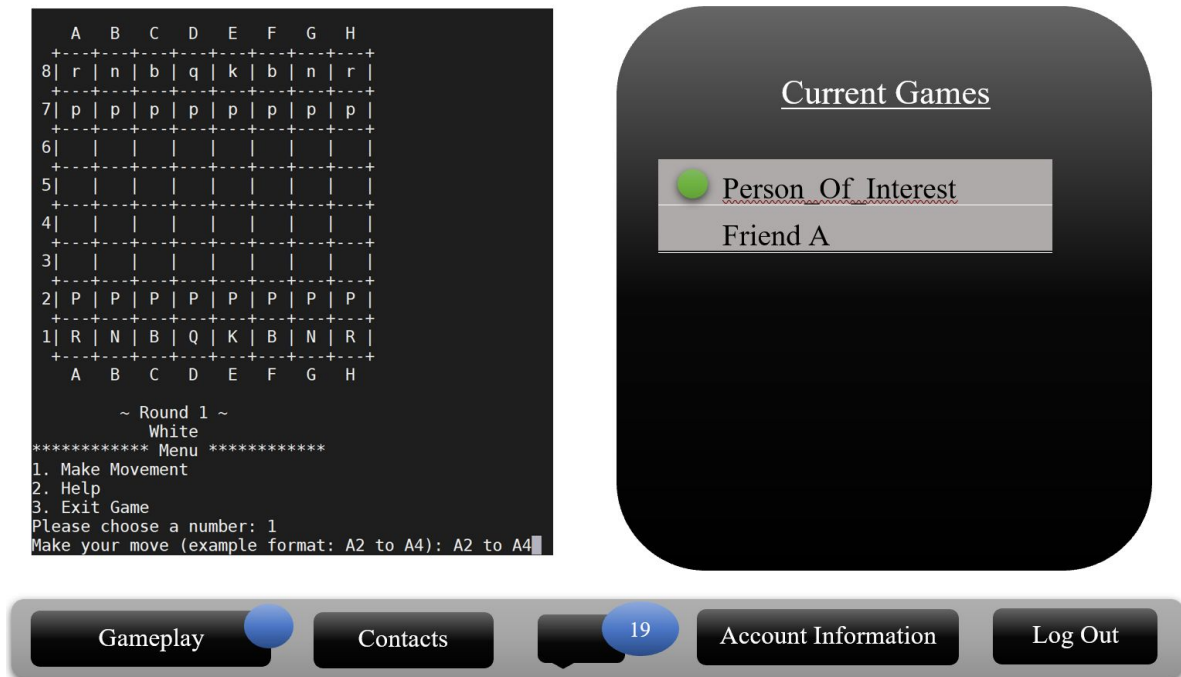 A B C D E F G H
+---+---+---+---+---+---+---+---+
8| r | n | b | q | k | b | n | r |
+---+---+---+---+---+---+---+---+
7| p | p | p | p | p | p | p | p |
+---+---+---+---+---+---+---+---+
6|   |   |   |   |   |   |   |   |
+---+---+---+---+---+---+---+---+
5|   |   |   |   |   |   |   |   |
+---+---+---+---+---+---+---+---+
4|   |   |   |   |   |   |   |   |
+---+---+---+---+---+---+---+---+
3|   |   |   |   |   |   |   |   |
+---+---+---+---+---+---+---+---+
2| P | P | P | P | P | P | P | P |
+---+---+---+---+---+---+---+---+
1| R | N | B | Q | K | B | N | R |
+---+---+---+---+---+---+---+---+
A B C D E F G H
~ Round 1 ~
White
************ Menu ************
1. Make Movement
2. Help
3. Exit Game
Please choose a number: 1
Make your move (example format: A2 to A4): A2 to A4
Current Games
Person_Of_Interest
Friend A
Gameplay
Contacts
19
Account Information
Log Out